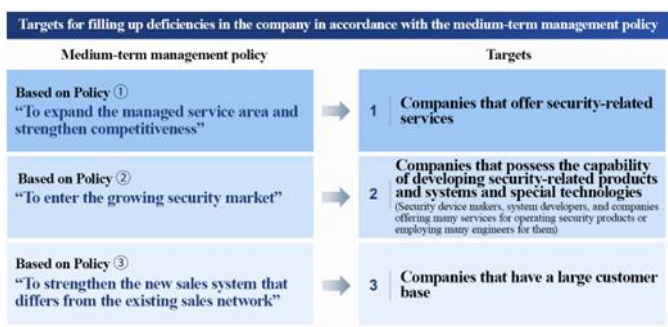 Targets for filling up deficiencies in the company in accordance with the medium-term management policy
Medium-term management policy
Targets
Based on Policy ①
“To expand the managed service area and
strengthen competitiveness”
1
Companies that offer security-related
services
Based on Policy ②
“To enter the growing security market”
2
Companies that possess the capability
of developing security-related products
and systems and special technologies
(Security device makers, system developers, and companies
offering many services for operating security products or
employing many engineers for them)
Based on Policy ③
“To strengthen the new sales system that
differs from the existing sales network”
3
Companies that have a large customer
base